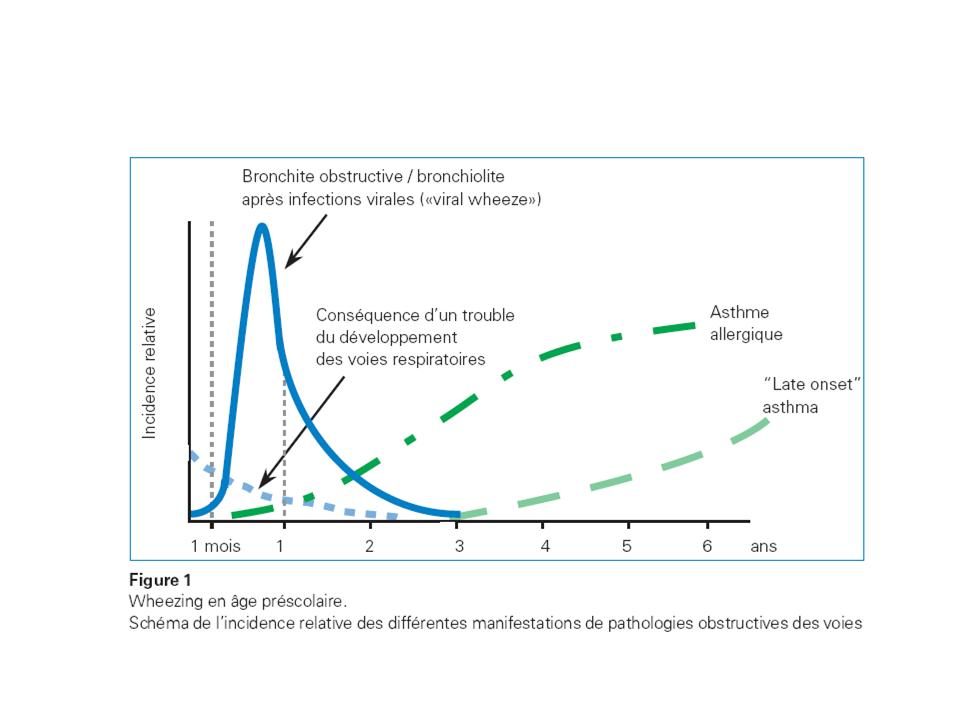 Bronchite obstructive / bronchiolite
après infections virales («viral wheeze»)
Conséquence d'un trouble
du développement
des voies respiratoires
Asthme
allergique
"Late onset"
asthma
Incidence relative
1 mois 1 2 3 4 5 6 ans
Figure 1
Wheezing en âge préscolaire.
Schéma de l'incidence relative des différentes manifestations de pathologies obstructives des voies